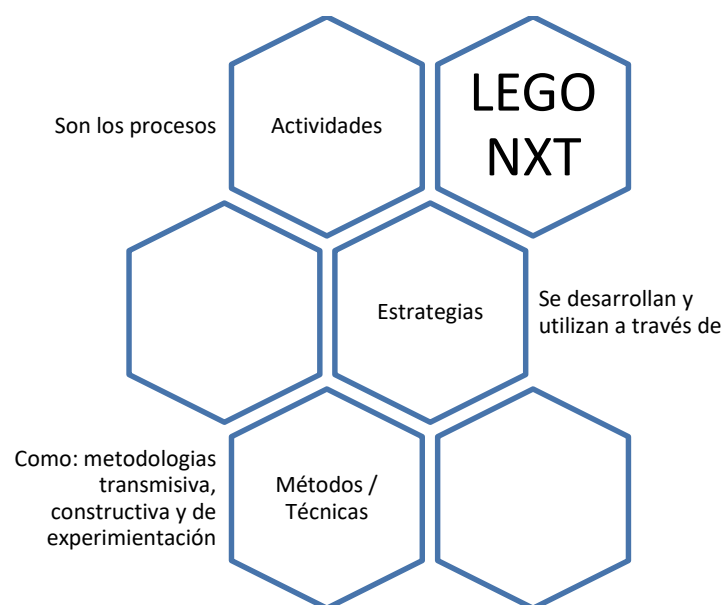 LEGO
NXT
Son los procesos
Actividades
Estrategias
Se desarrollan y
utilizan a través de
Como: metodologias
transmisiva,
constructiva y de
experimientación
Métodos /
Técnicas